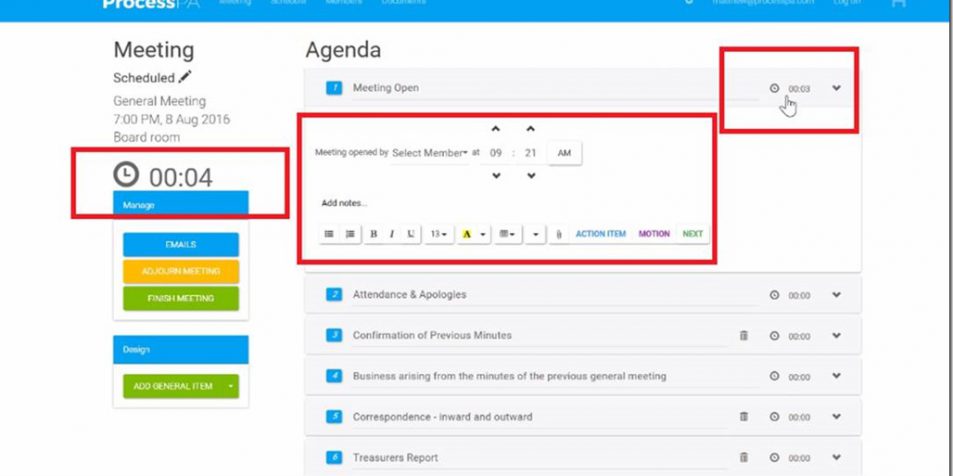 ProcessPA Meeting Schedule Members Documents matthew@processpa.com Log off
Meeting
Scheduled
General Meeting
7:00 PM, 8 Aug 2016
Board room
00:04
Manage
EMAILS
ADJOURN MEETING
FINISH MEETING
Design
ADD GENERAL ITEM
Agenda
1 Meeting Open 00:03
Meeting opened by Select Member at 09 : 21 AM
Add notes...
B I U 13 A ACTION ITEM MOTION NEXT
2 Attendance & Apologies 00:00
3 Confirmation of Previous Minutes 00:00
4 Business arising from the minutes of the previous general meeting 00:00
5 Correspondence - inward and outward 00:00
6 Treasurers Report 00:00